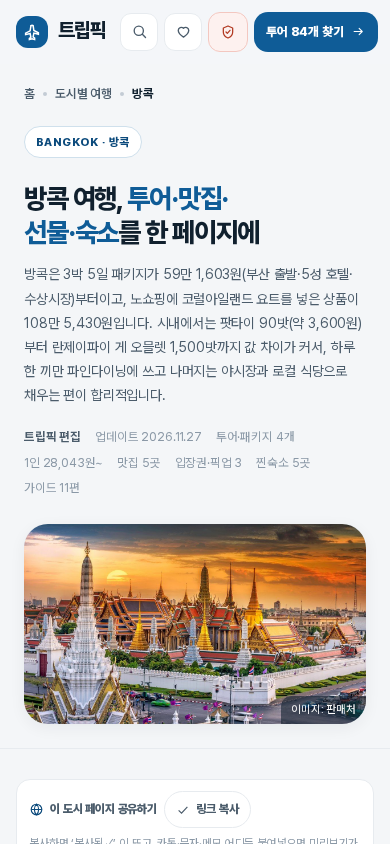 트립픽
투어 84개 찾기 →
홈 • 도시별 여행 • 방콕
BANGKOK · 방콕
방콕 여행, 투어·맛집·
선물·숙소를 한 페이지에
방콕은 3박 5일 패키지가 59만 1,603원(부산 출발·5성 호텔·
수상시장)부터이고, 노쇼핑에 코럴아일랜드 요트를 넣은 상품이
108만 5,430원입니다. 시내에서는 팟타이 90밧(약 3,600원)
부터 란제이파이 게 오믈렛 1,500밧까지 값 차이가 커서, 하루
한 끼만 파인다이닝에 쓰고 나머지는 야시장과 로컬 식당으로
채우는 편이 합리적입니다.
트립픽 편집 업데이트 2026.11.27 투어·패키지 4개
1인 28,043원~ 맛집 5곳 입장권·픽업 3 찐숙소 5곳
가이드 11편
이미지: 판매처
이 도시 페이지 공유하기 링크 복사